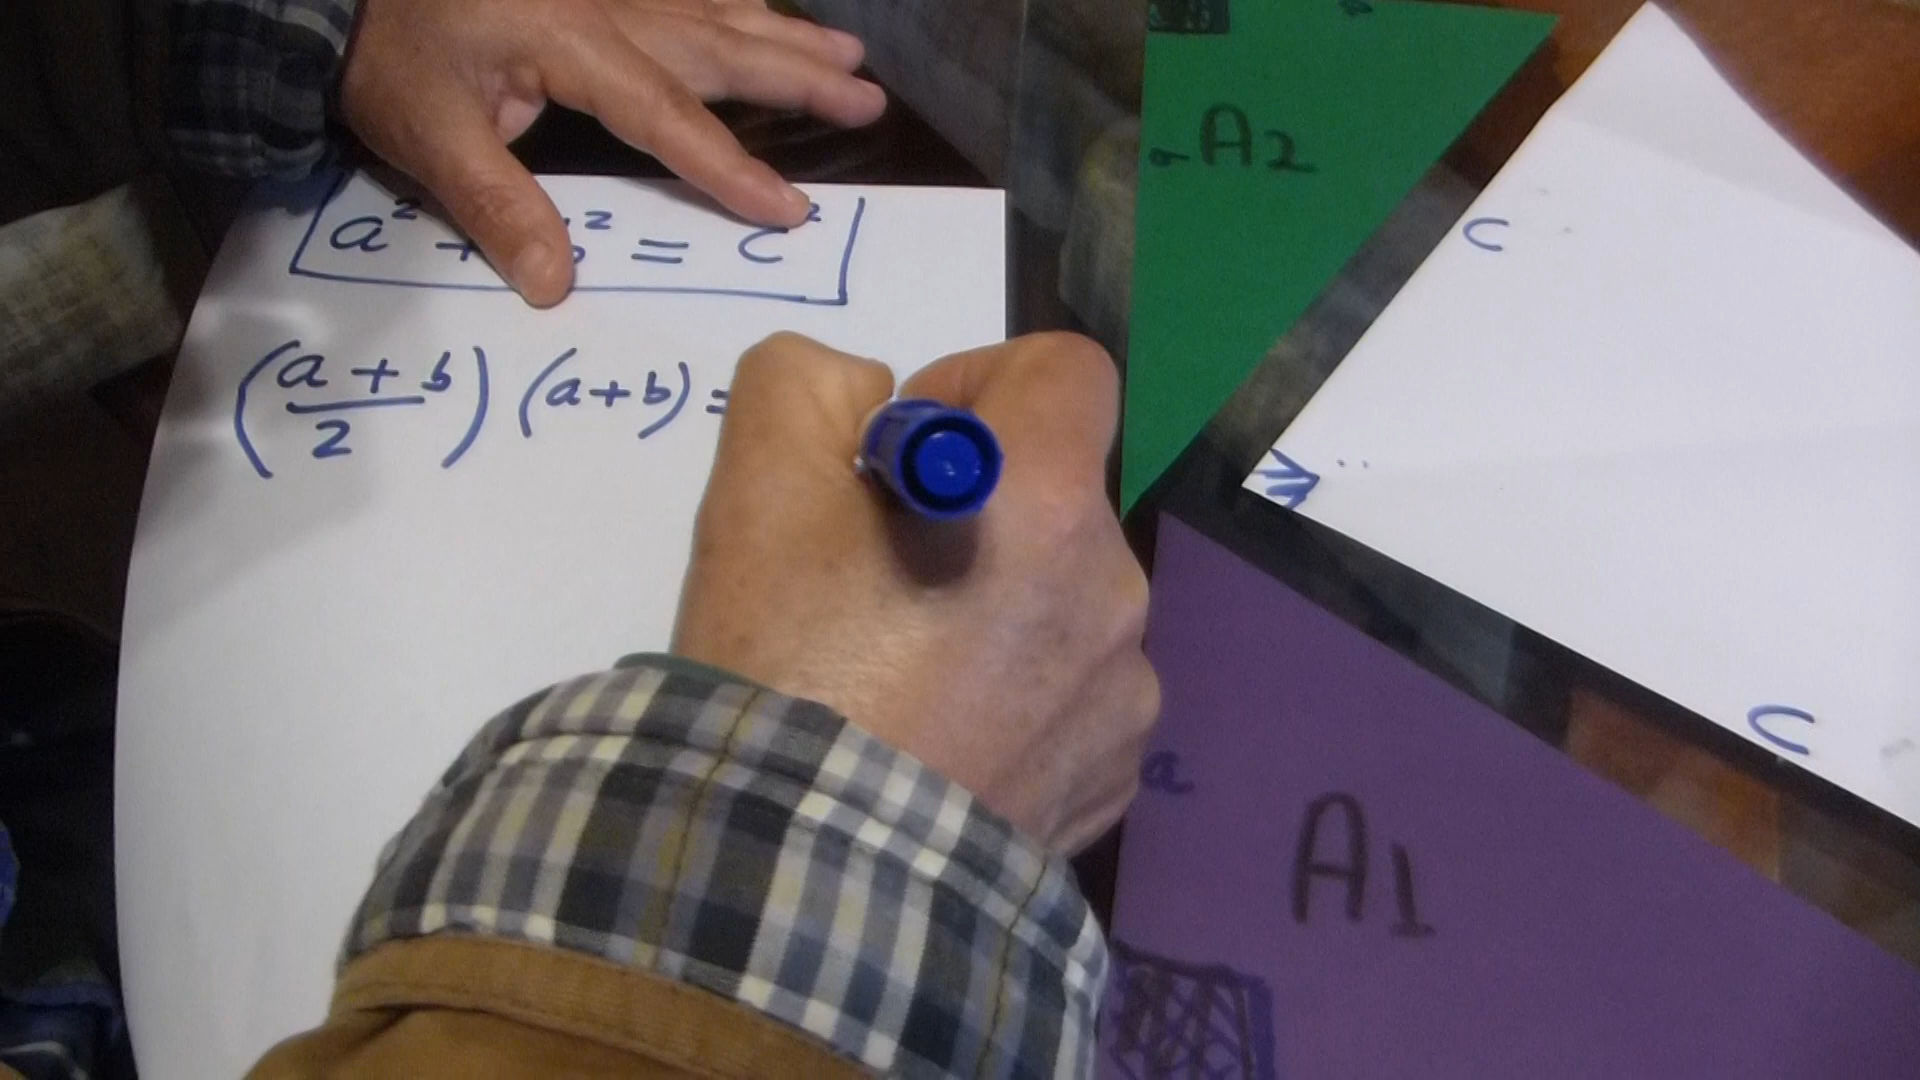 a² + b² = c²
(a + b / 2) (a + b) =
A2
c
c
a
A1